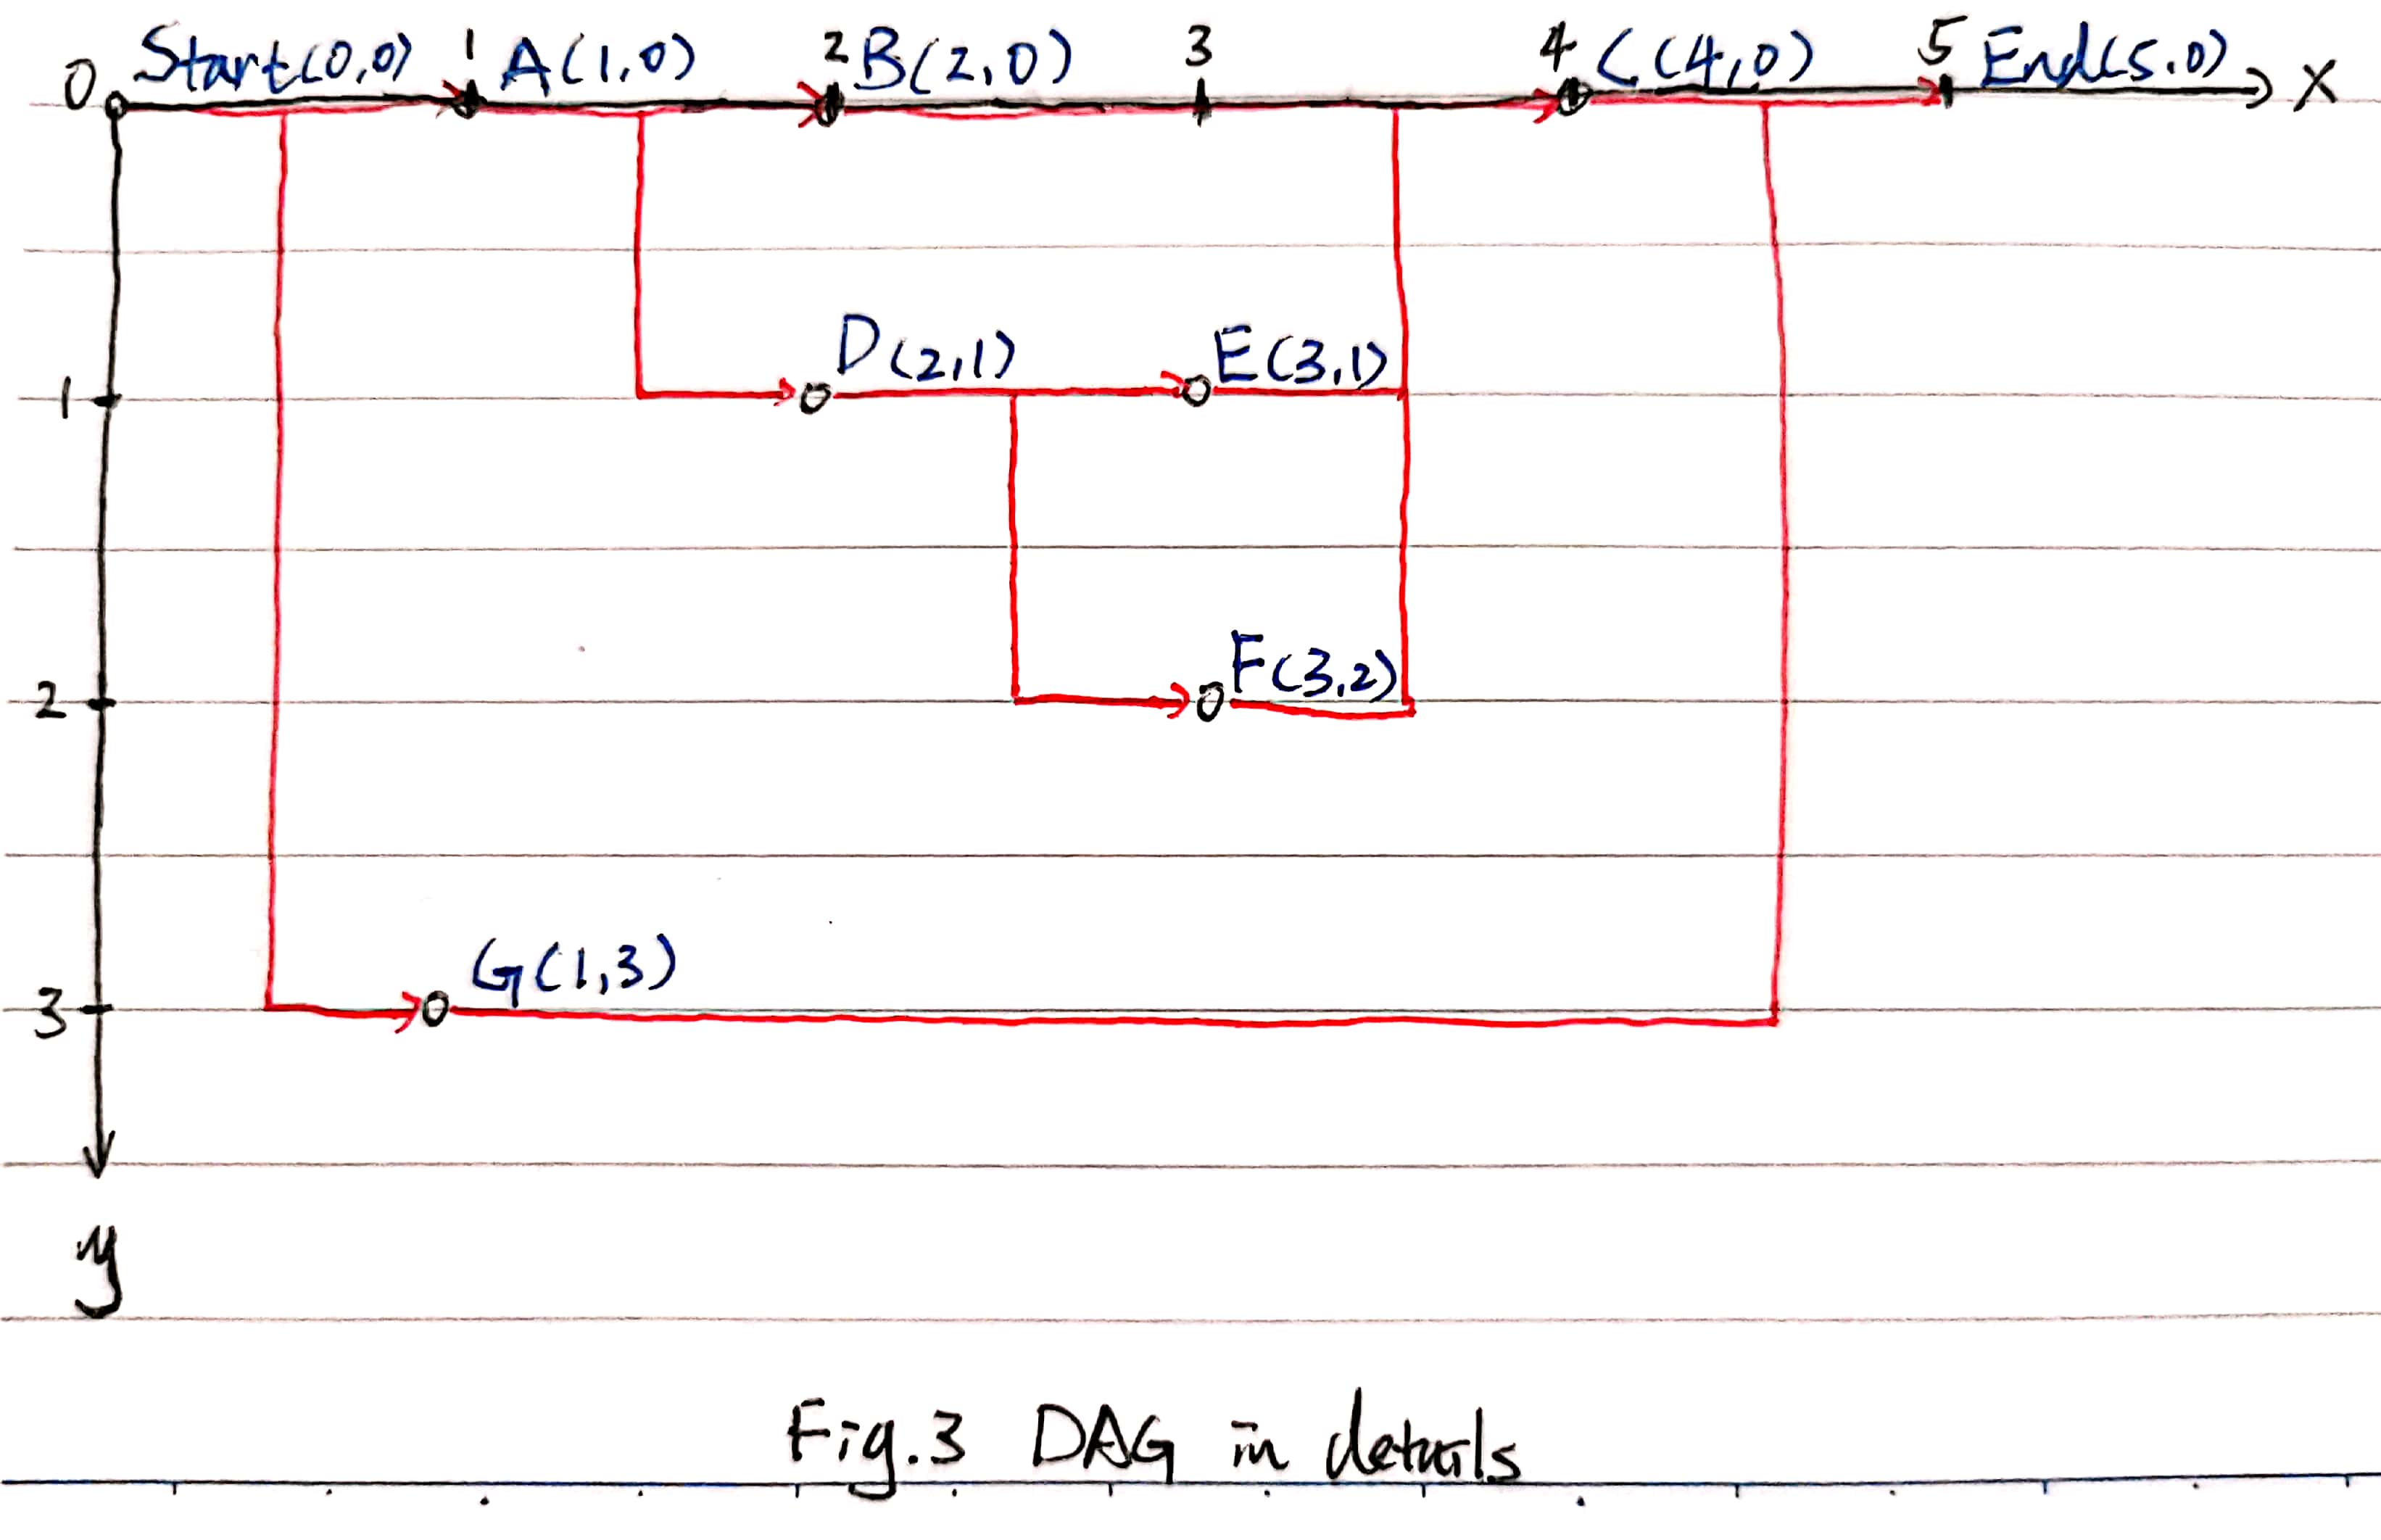 0 Start(0,0) 1 A(1,0) 2 B(2,0) 3 4 C(4,0) 5 End(5.0) X
1 D(2,1) E(3,1)
2 F(3,2)
3 G(1,3)
y
Fig.3 DAG in details